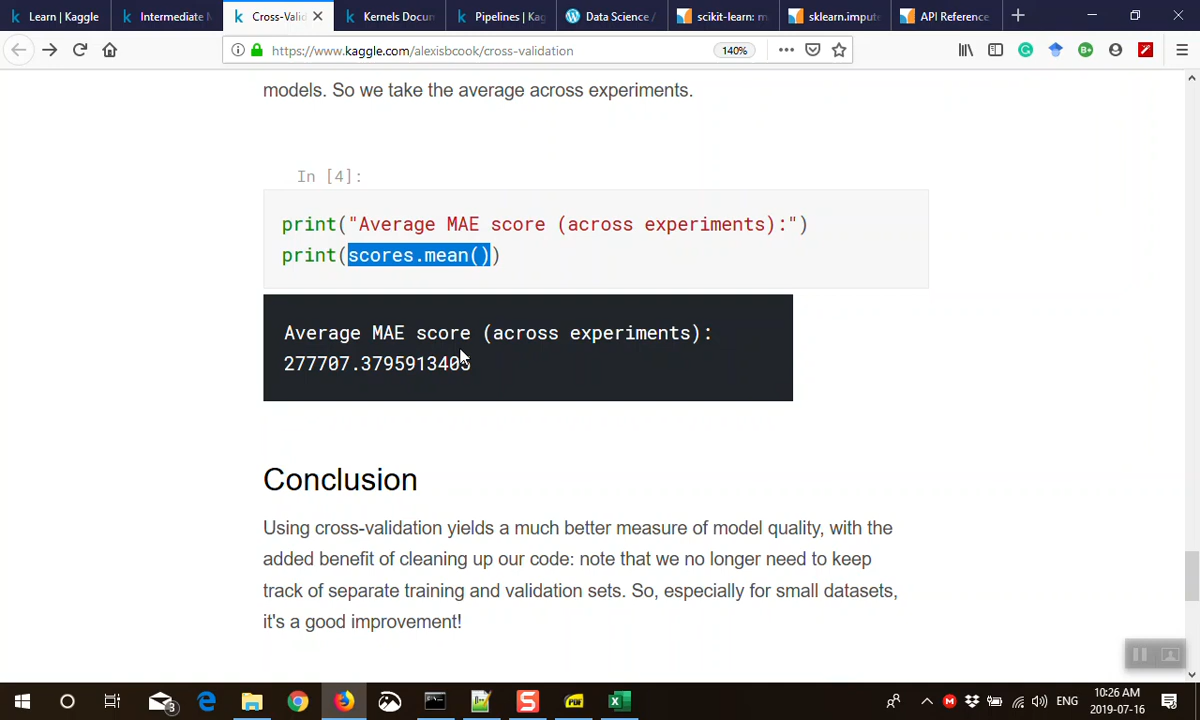 Learn | Kaggle
Intermediate M
Cross-Valid
Kernels Docum
Pipelines | Kag
Data Science /
scikit-learn: m
sklearn.impute
API Reference
https://www.kaggle.com/alexisbcook/cross-validation
140%
models. So we take the average across experiments.
In [4]:
print("Average MAE score (across experiments):")
print(scores.mean())
Average MAE score (across experiments):
277707.3795913405
Conclusion
Using cross-validation yields a much better measure of model quality, with the
added benefit of cleaning up our code: note that we no longer need to keep
track of separate training and validation sets. So, especially for small datasets,
it's a good improvement!
3
ENG
10:26 AM
2019-07-16